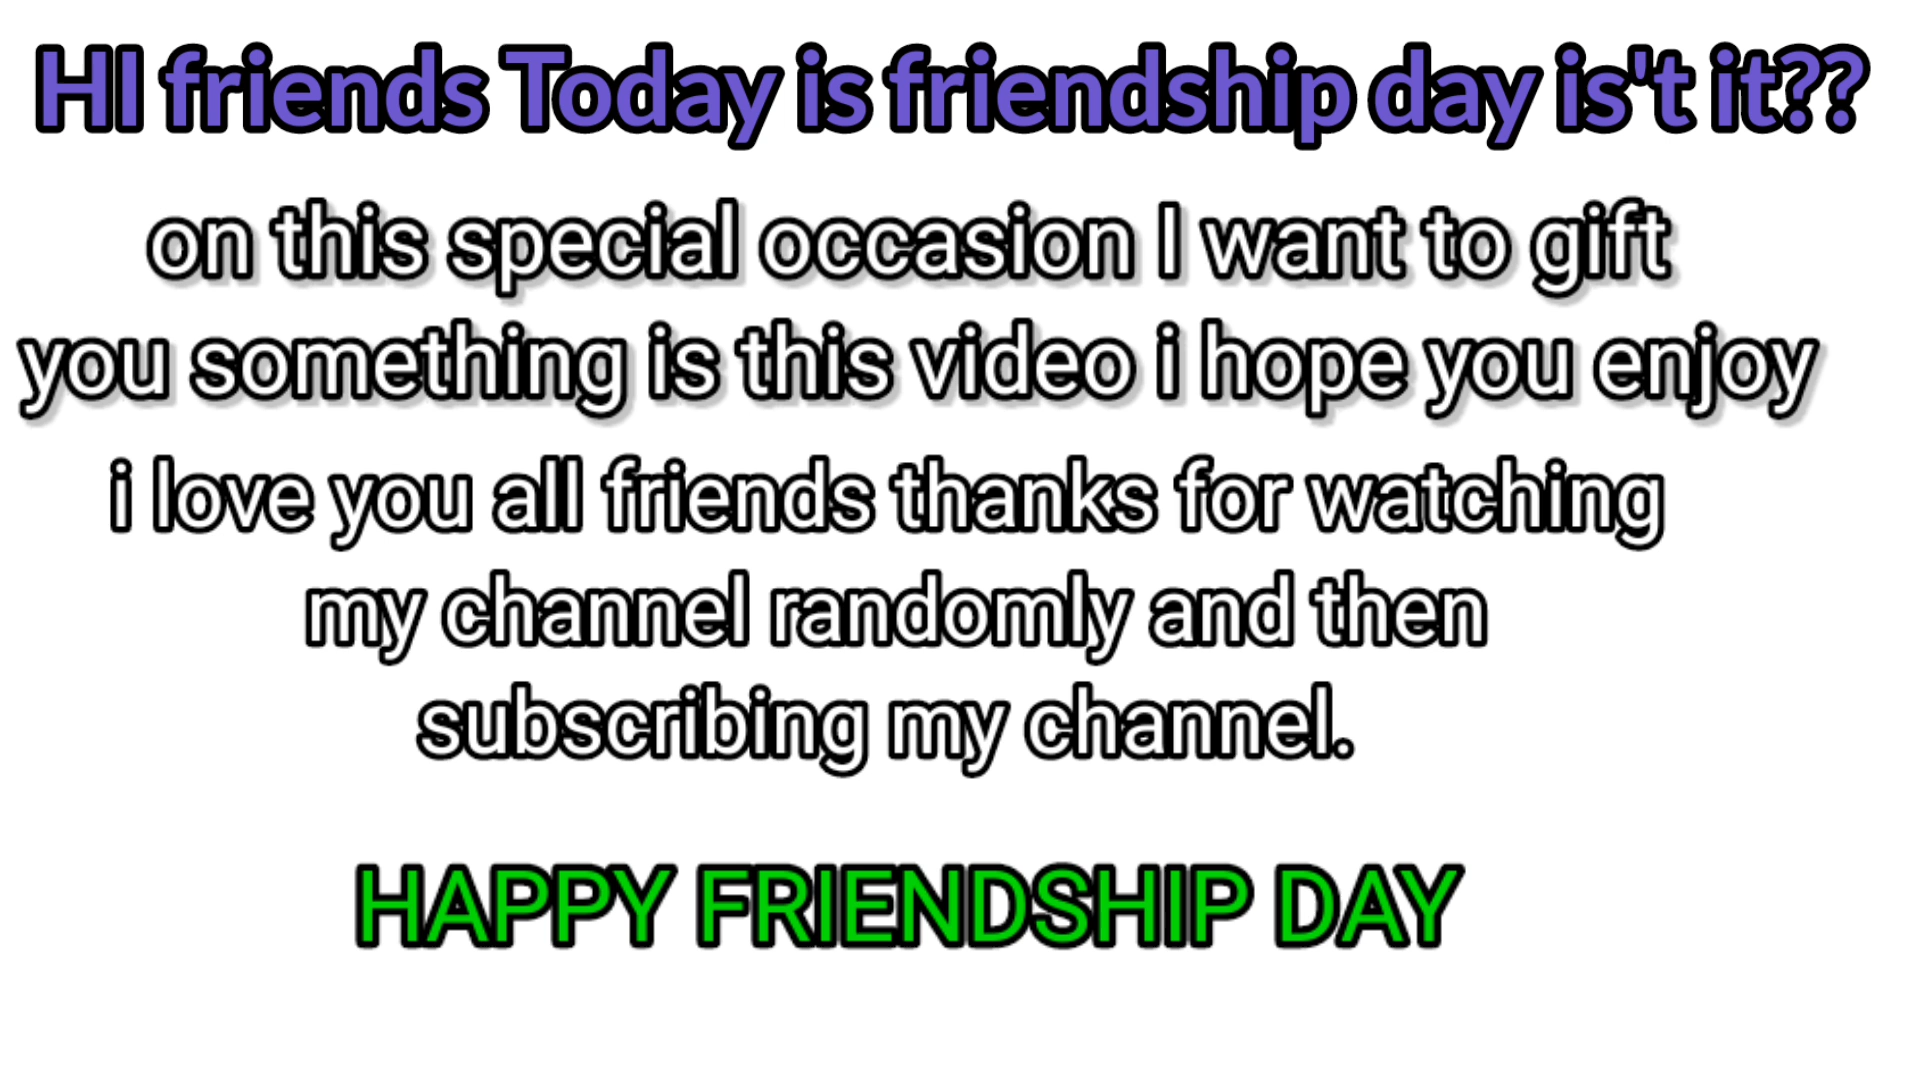 HI friends Today is friendship day is't it??
on this special occasion I want to gift
you something is this video i hope you enjoy
i love you all friends thanks for watching
my channel randomly and then
subscribing my channel.
HAPPY FRIENDSHIP DAY